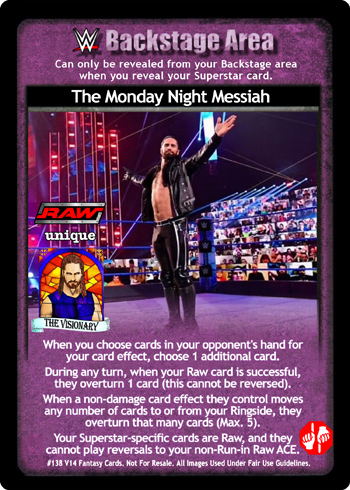 W Backstage Area
Can only be revealed from your Backstage area
when you reveal your Superstar card.
The Monday Night Messiah
RAW
unique
THE VISIONARY
When you choose cards in your opponent's hand for
your card effect, choose 1 additional card.
During any turn, when your Raw card is successful,
they overturn 1 card (this cannot be reversed).
When a non-damage card effect they control moves
any number of cards to or from your Ringside, they
overturn that many cards (Max. 5).
Your Superstar-specific cards are Raw, and they
cannot play reversals to your non-Run-in Raw ACE.
#138 V14 Fantasy Cards. Not For Resale. All Images Used Under Fair Use Guidelines.